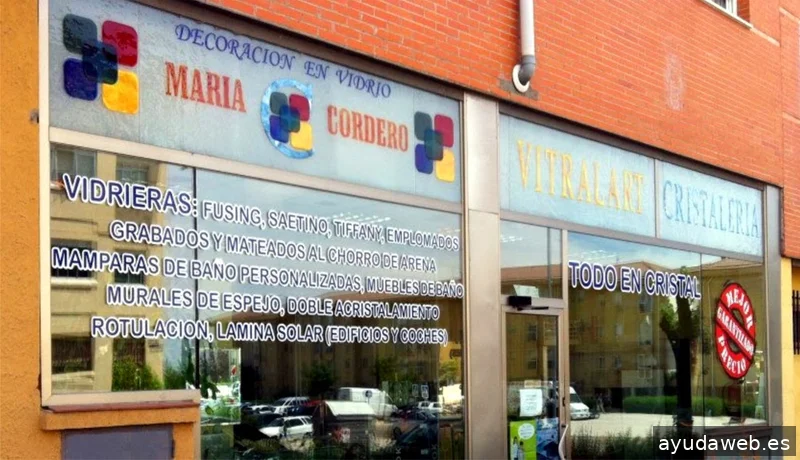 DECORACION EN VIDRIO
MARIA CORDERO
VITRALART
CRISTALERIA
VIDRIERAS: FUSING, SAETINO, TIFFANY, EMPLOMADOS
GRABADOS Y MATEADOS AL CHORRO DE ARENA
MAMPARAS DE BAÑO PERSONALIZADAS, MUEBLES DE BAÑO
MURALES DE ESPEJO, DOBLE ACRISTALAMIENTO
ROTULACION, LAMINA SOLAR (EDIFICIOS Y COCHES)
TODO EN CRISTAL
MEJOR
GARANTIZADO
PRECIO
ayudaweb.es